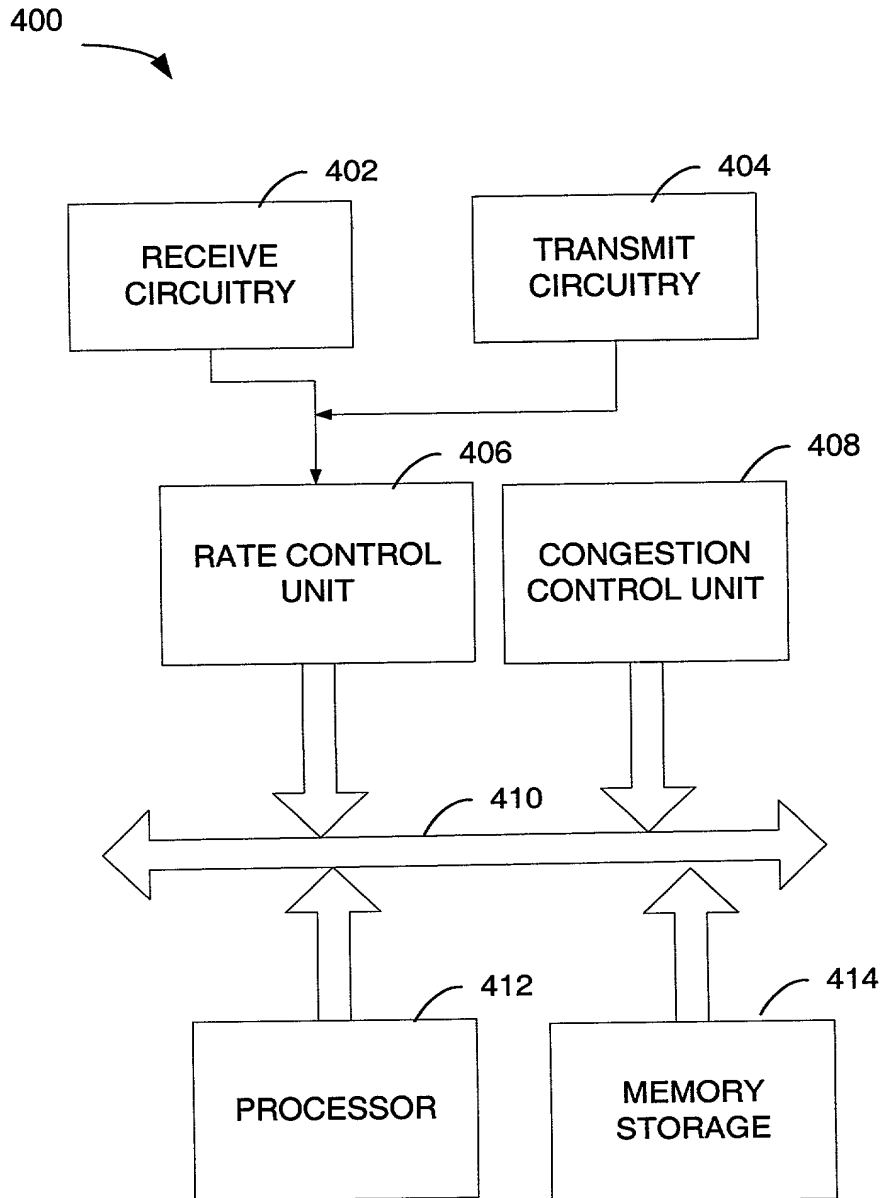 400
402
404
RECEIVE
CIRCUITRY
TRANSMIT
CIRCUITRY
406
408
RATE CONTROL
UNIT
CONGESTION
CONTROL UNIT
410
412
414
PROCESSOR
MEMORY
STORAGE